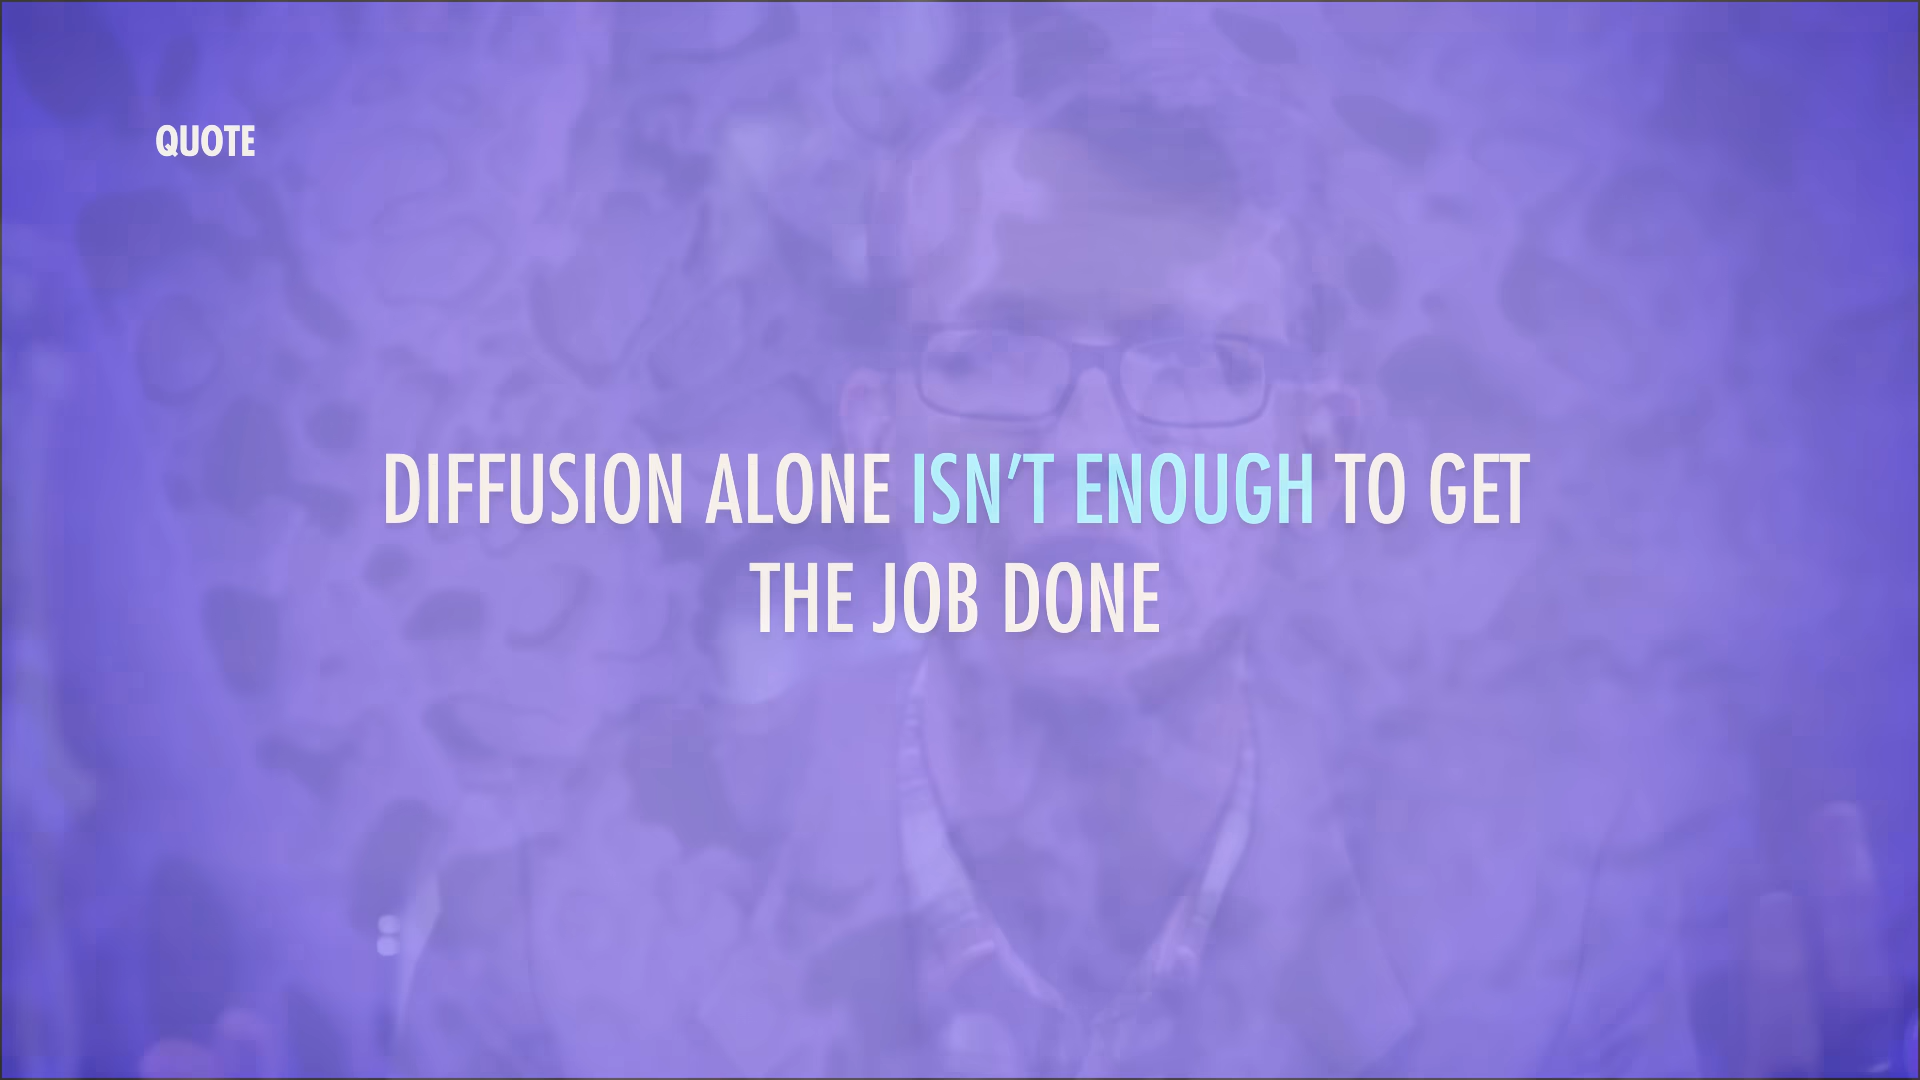 QUOTE
DIFFUSION ALONE ISN’T ENOUGH TO GET
THE JOB DONE